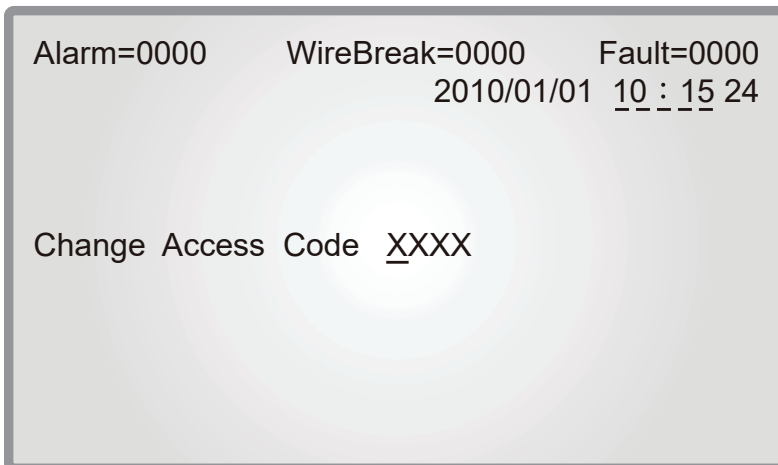 Alarm=0000 WireBreak=0000 Fault=0000
2010/01/01 10 : 15 24
Change Access Code XXXX